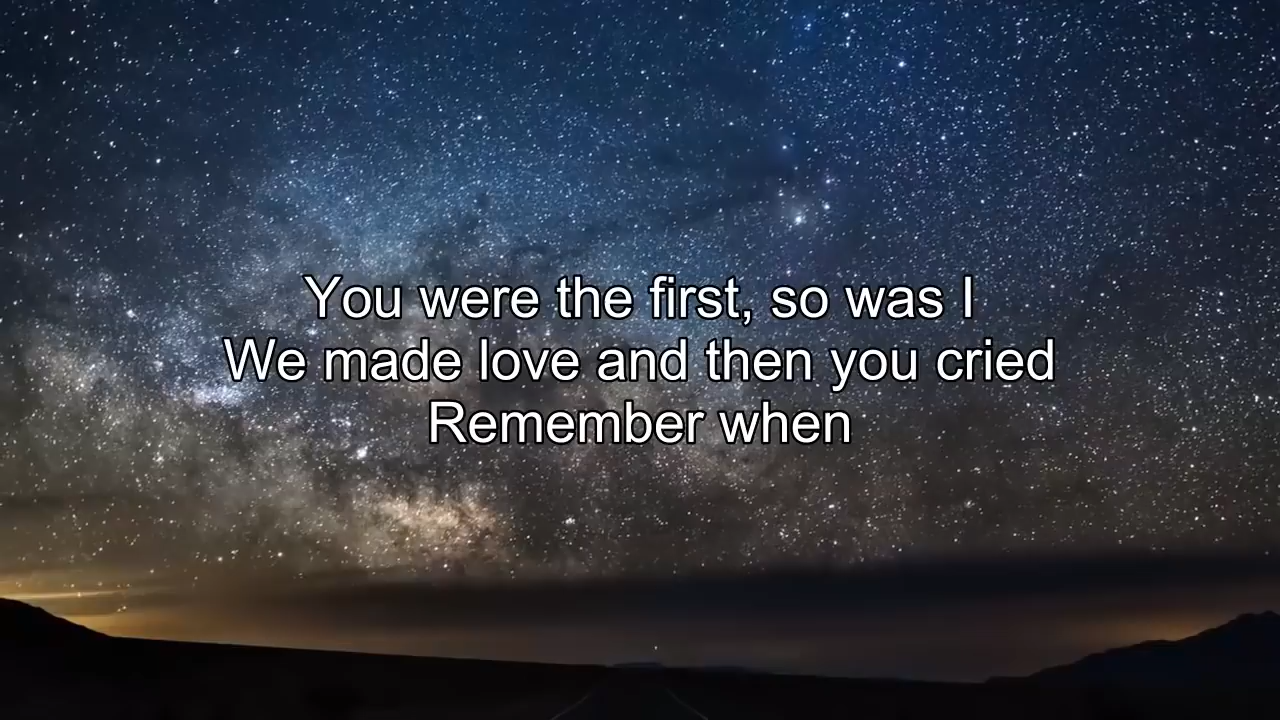 You were the first, so was I
We made love and then you cried
Remember when